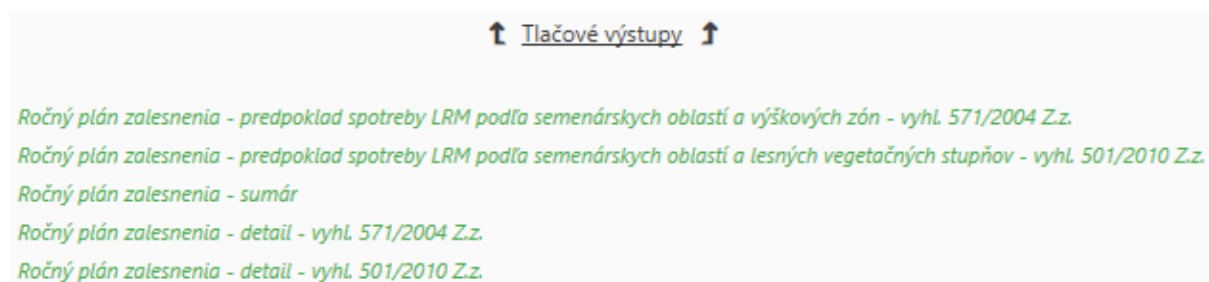 Tlačové výstupy
Ročný plán zalesnenia - predpoklad spotreby LRM podľa semenárskych oblastí a výškových zón - vyhl. 571/2004 Z.z.
Ročný plán zalesnenia - predpoklad spotreby LRM podľa semenárskych oblastí a lesných vegetačných stupňov - vyhl. 501/2010 Z.z.
Ročný plán zalesnenia - sumár
Ročný plán zalesnenia - detail - vyhl. 571/2004 Z.z.
Ročný plán zalesnenia - detail - vyhl. 501/2010 Z.z.